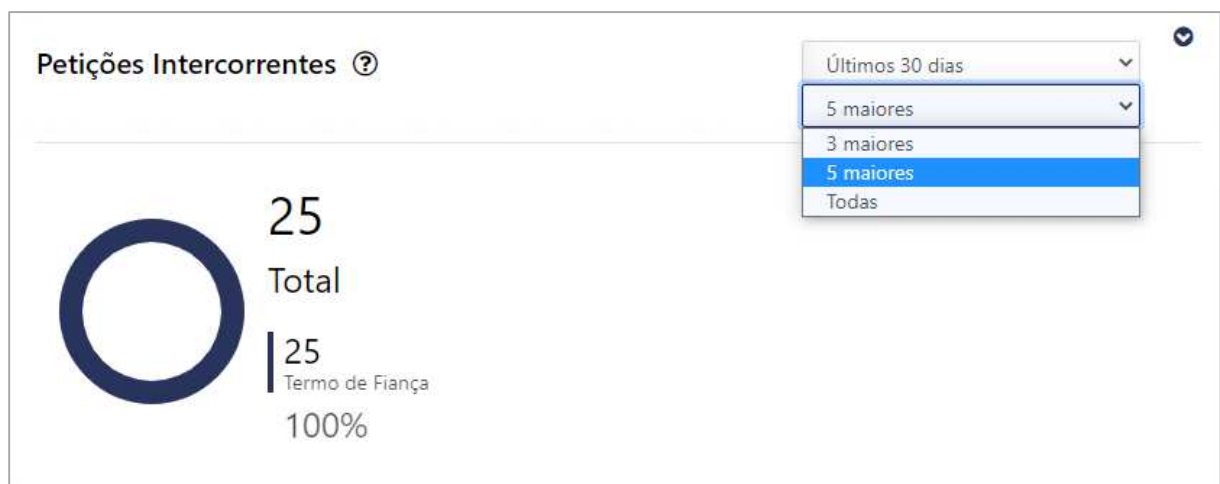 Petições Intercorrentes ?
Últimos 30 dias
5 maiores
3 maiores
5 maiores
Todas
25
Total
25
Termo de Fiança
100%